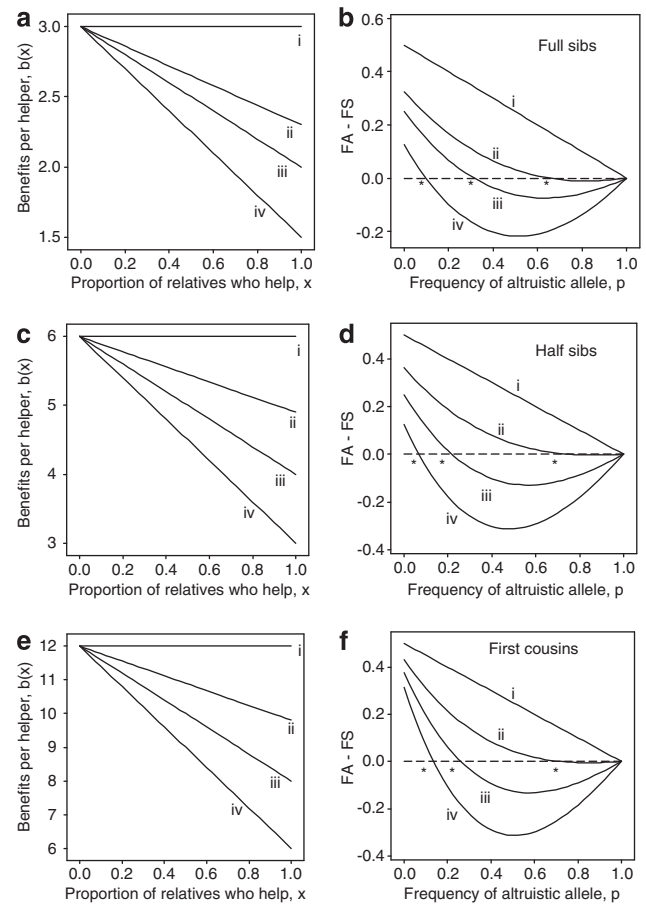 a
Benefits per helper, b(x)
3.0
2.5
2.0
1.5
i
ii
iii
iv
0.0 0.2 0.4 0.6 0.8 1.0
Proportion of relatives who help, x
b
Full sibs
FA - FS
0.6
0.4
0.2
0.0
-0.2
i
ii
iii
iv
* * *
0.0 0.2 0.4 0.6 0.8 1.0
Frequency of altruistic allele, p
c
Benefits per helper, b(x)
6
5
4
3
i
ii
iii
iv
0.0 0.2 0.4 0.6 0.8 1.0
Proportion of relatives who help, x
d
Half sibs
FA - FS
0.4
0.2
0.0
-0.2
-0.4
i
ii
iii
iv
* * *
0.0 0.2 0.4 0.6 0.8 1.0
Frequency of altruistic allele, p
e
Benefits per helper, b(x)
12
11
10
9
8
7
6
i
ii
iii
iv
0.0 0.2 0.4 0.6 0.8 1.0
Proportion of relatives who help, x
f
First cousins
FA - FS
0.4
0.2
0.0
-0.2
-0.4
i
ii
iii
iv
* * *
0.0 0.2 0.4 0.6 0.8 1.0
Frequency of altruistic allele, p